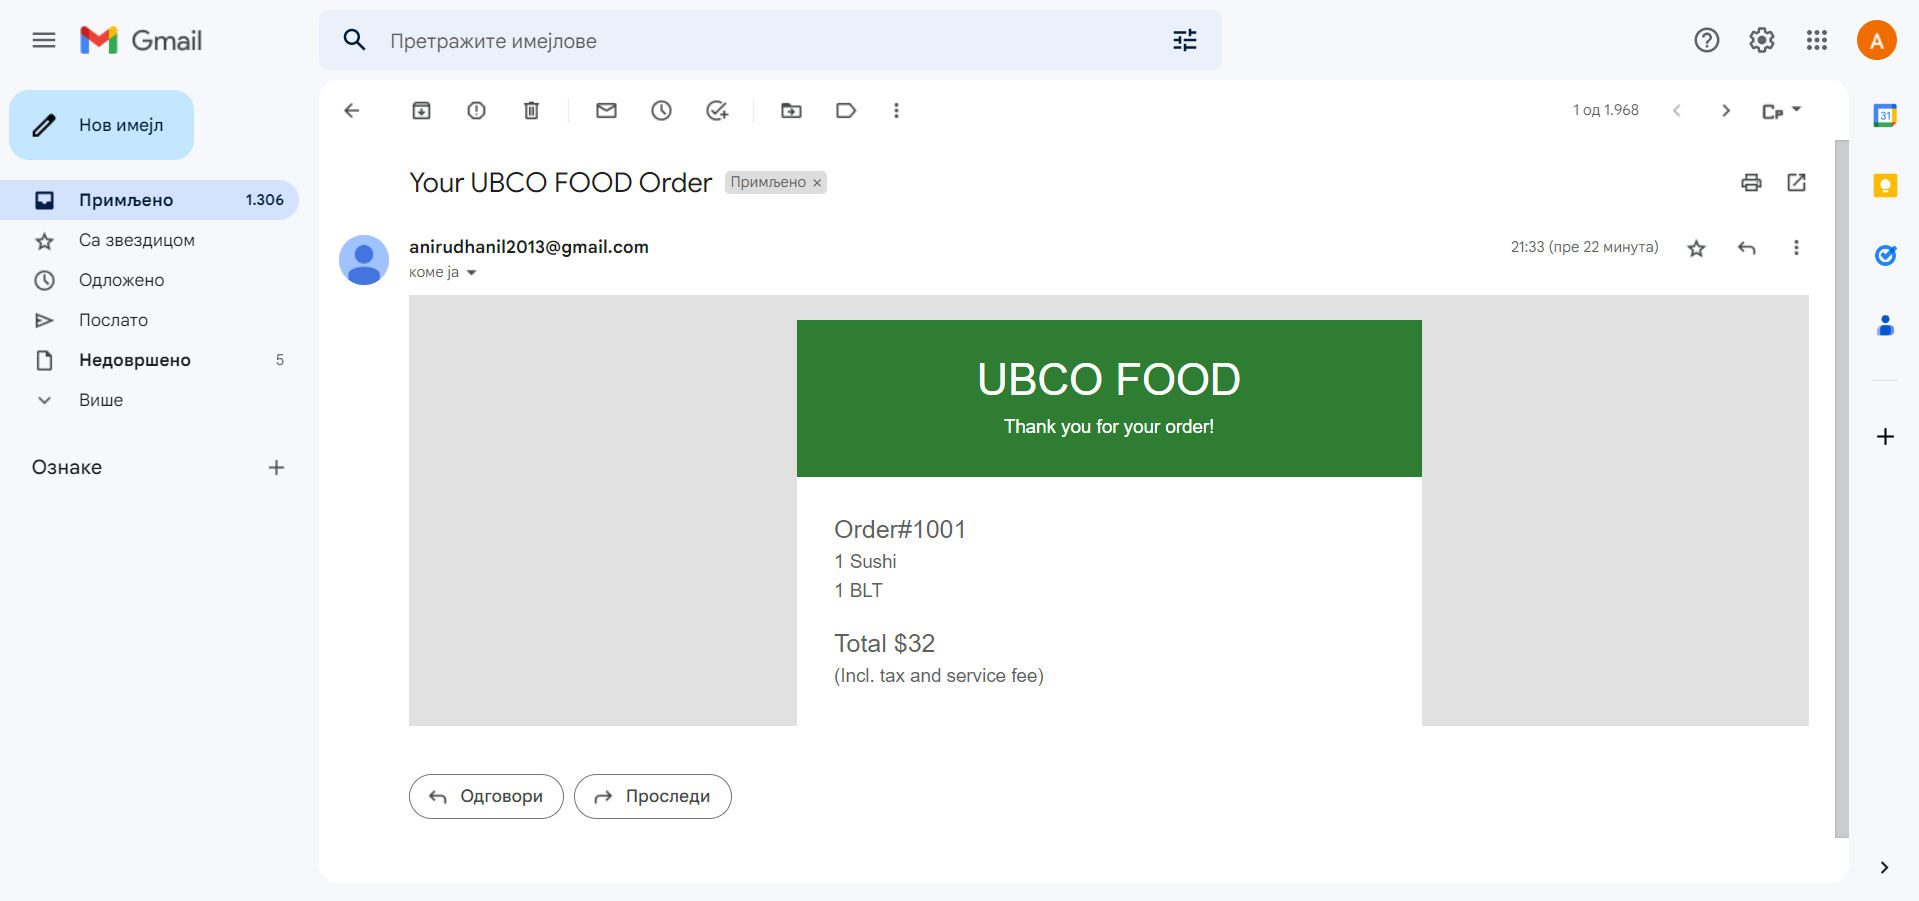 Gmail
Претражите имејлове
A
Нов имејл
Примљено 1.306
Са звездицом
Одложено
Послато
Недовршено 5
Више
Ознаке
1 од 1.968
Ср
31
Your UBCO FOOD Order
Примљено ×
anirudhanil2013@gmail.com
21:33 (пре 22 минута)
коме ја
UBCO FOOD
Thank you for your order!
Order#1001
1 Sushi
1 BLT
Total $32
(Incl. tax and service fee)
Одговори
Проследи